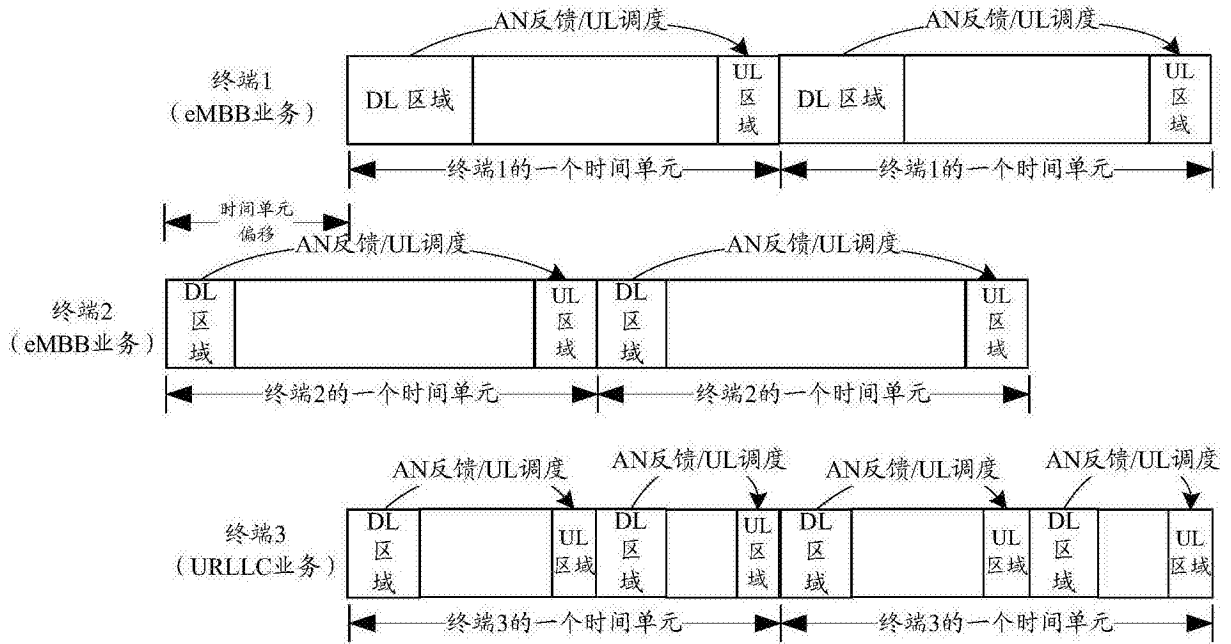 AN反馈/UL调度
AN反馈/UL调度
终端1
（eMBB业务）
DL 区域
UL
区
域
DL 区域
UL
区
域
终端1的一个时间单元
终端1的一个时间单元
时间单元
偏移
AN反馈/UL调度
AN反馈/UL调度
终端2
（eMBB业务）
DL
区
域
UL
区
域
DL
区
域
UL
区
域
终端2的一个时间单元
终端2的一个时间单元
AN反馈/UL调度
AN反馈/UL调度
AN反馈/UL调度
AN反馈/UL调度
终端3
（URLLC业务）
DL
区
域
UL
区域
DL
区
域
UL
区
域
DL
区
域
UL
区域
DL
区
域
UL
区域
终端3的一个时间单元
终端3的一个时间单元